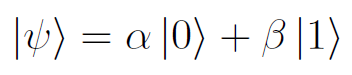 |ψ⟩ = α |0⟩ + β |1⟩